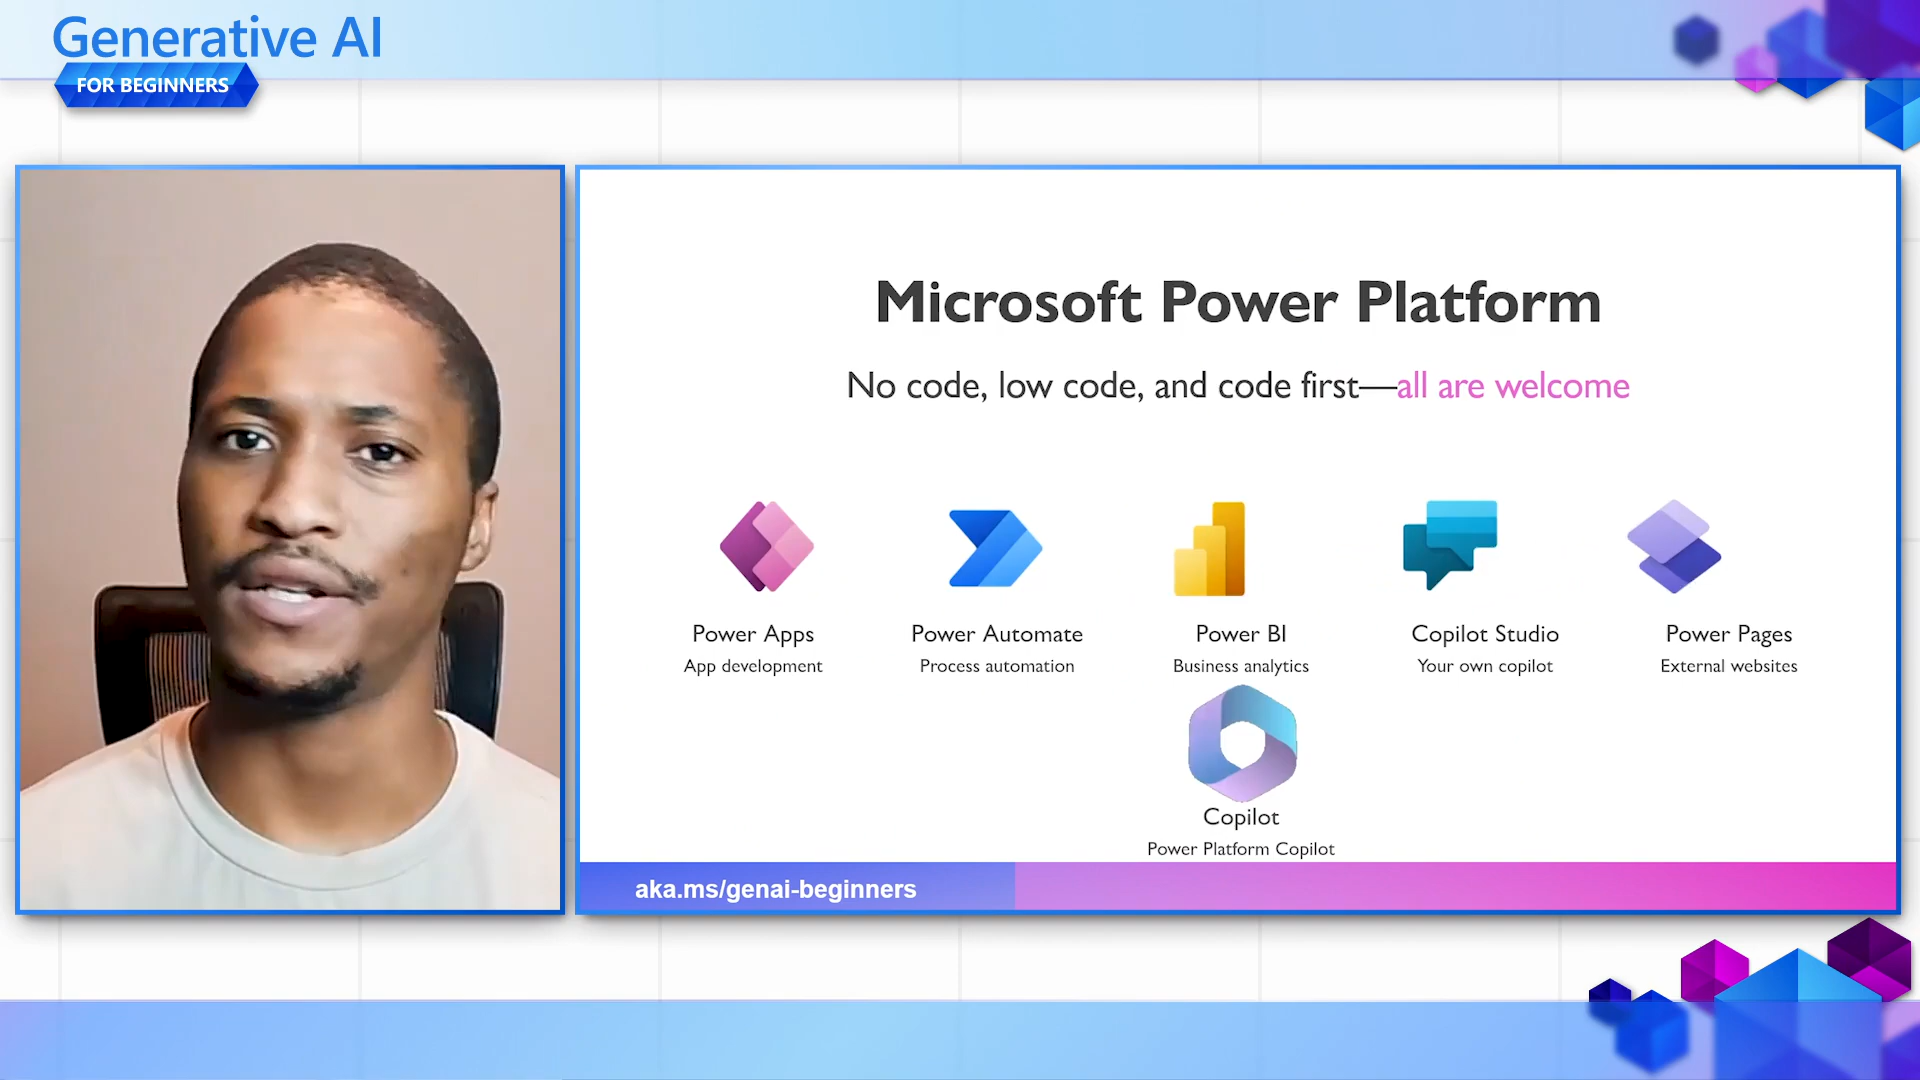 Generative AI
FOR BEGINNERS
Microsoft Power Platform
No code, low code, and code first—all are welcome
Power Apps
App development
Power Automate
Process automation
Power BI
Business analytics
Copilot Studio
Your own copilot
Power Pages
External websites
Copilot
Power Platform Copilot
aka.ms/genai-beginners